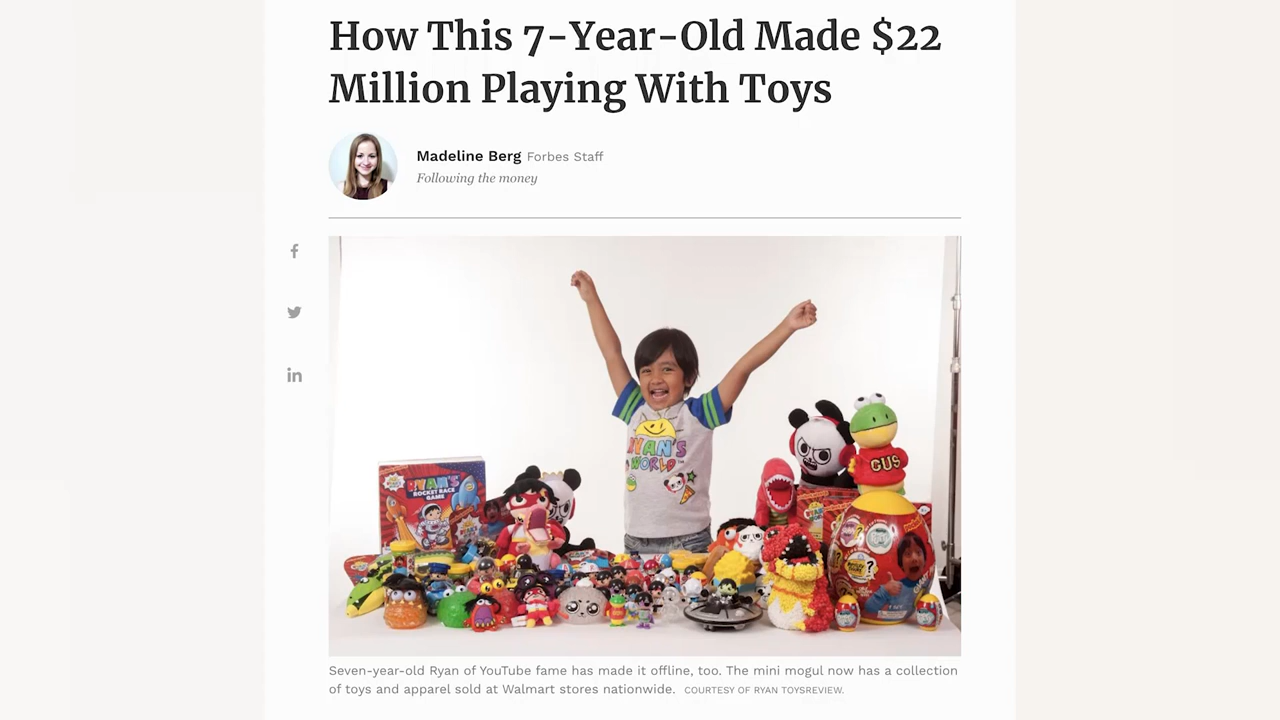 How This 7-Year-Old Made $22
Million Playing With Toys
Madeline Berg Forbes Staff
Following the money
RYAN'S
WORLD
RYAN'S
ROCKET RACE
GAME
GUS
Seven-year-old Ryan of YouTube fame has made it offline, too. The mini mogul now has a collection
of toys and apparel sold at Walmart stores nationwide. COURTESY OF RYAN TOYSREVIEW.